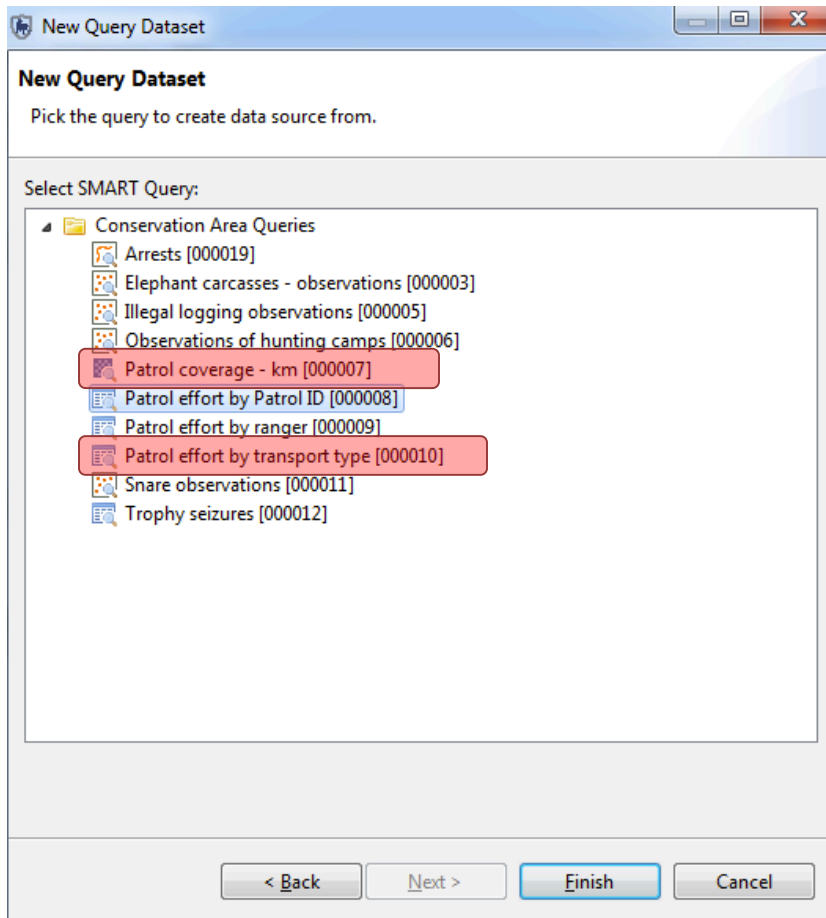 New Query Dataset
New Query Dataset
Pick the query to create data source from.
Select SMART Query:
Conservation Area Queries
Arrests [000019]
Elephant carcasses - observations [000003]
Illegal logging observations [000005]
Observations of hunting camps [000006]
Patrol coverage - km [000007]
Patrol effort by Patrol ID [000008]
Patrol effort by ranger [000009]
Patrol effort by transport type [000010]
Snare observations [000011]
Trophy seizures [000012]
< Back Next > Finish Cancel